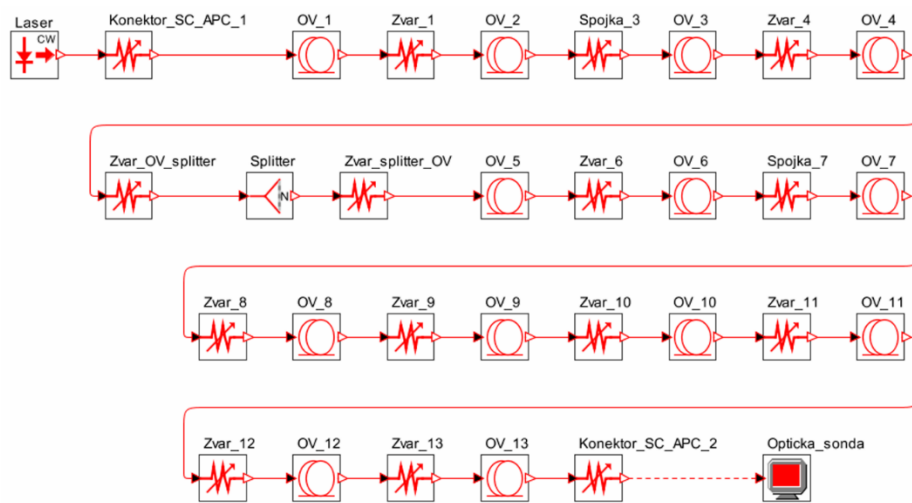 Laser Konektor_SC_APC_1 OV_1 Zvar_1 OV_2 Spojka_3 OV_3 Zvar_4 OV_4
CW
Zvar_OV_splitter Splitter Zvar_splitter_OV OV_5 Zvar_6 OV_6 Spojka_7 OV_7
N
Zvar_8 OV_8 Zvar_9 OV_9 Zvar_10 OV_10 Zvar_11 OV_11
Zvar_12 OV_12 Zvar_13 OV_13 Konektor_SC_APC_2 Opticka_sonda